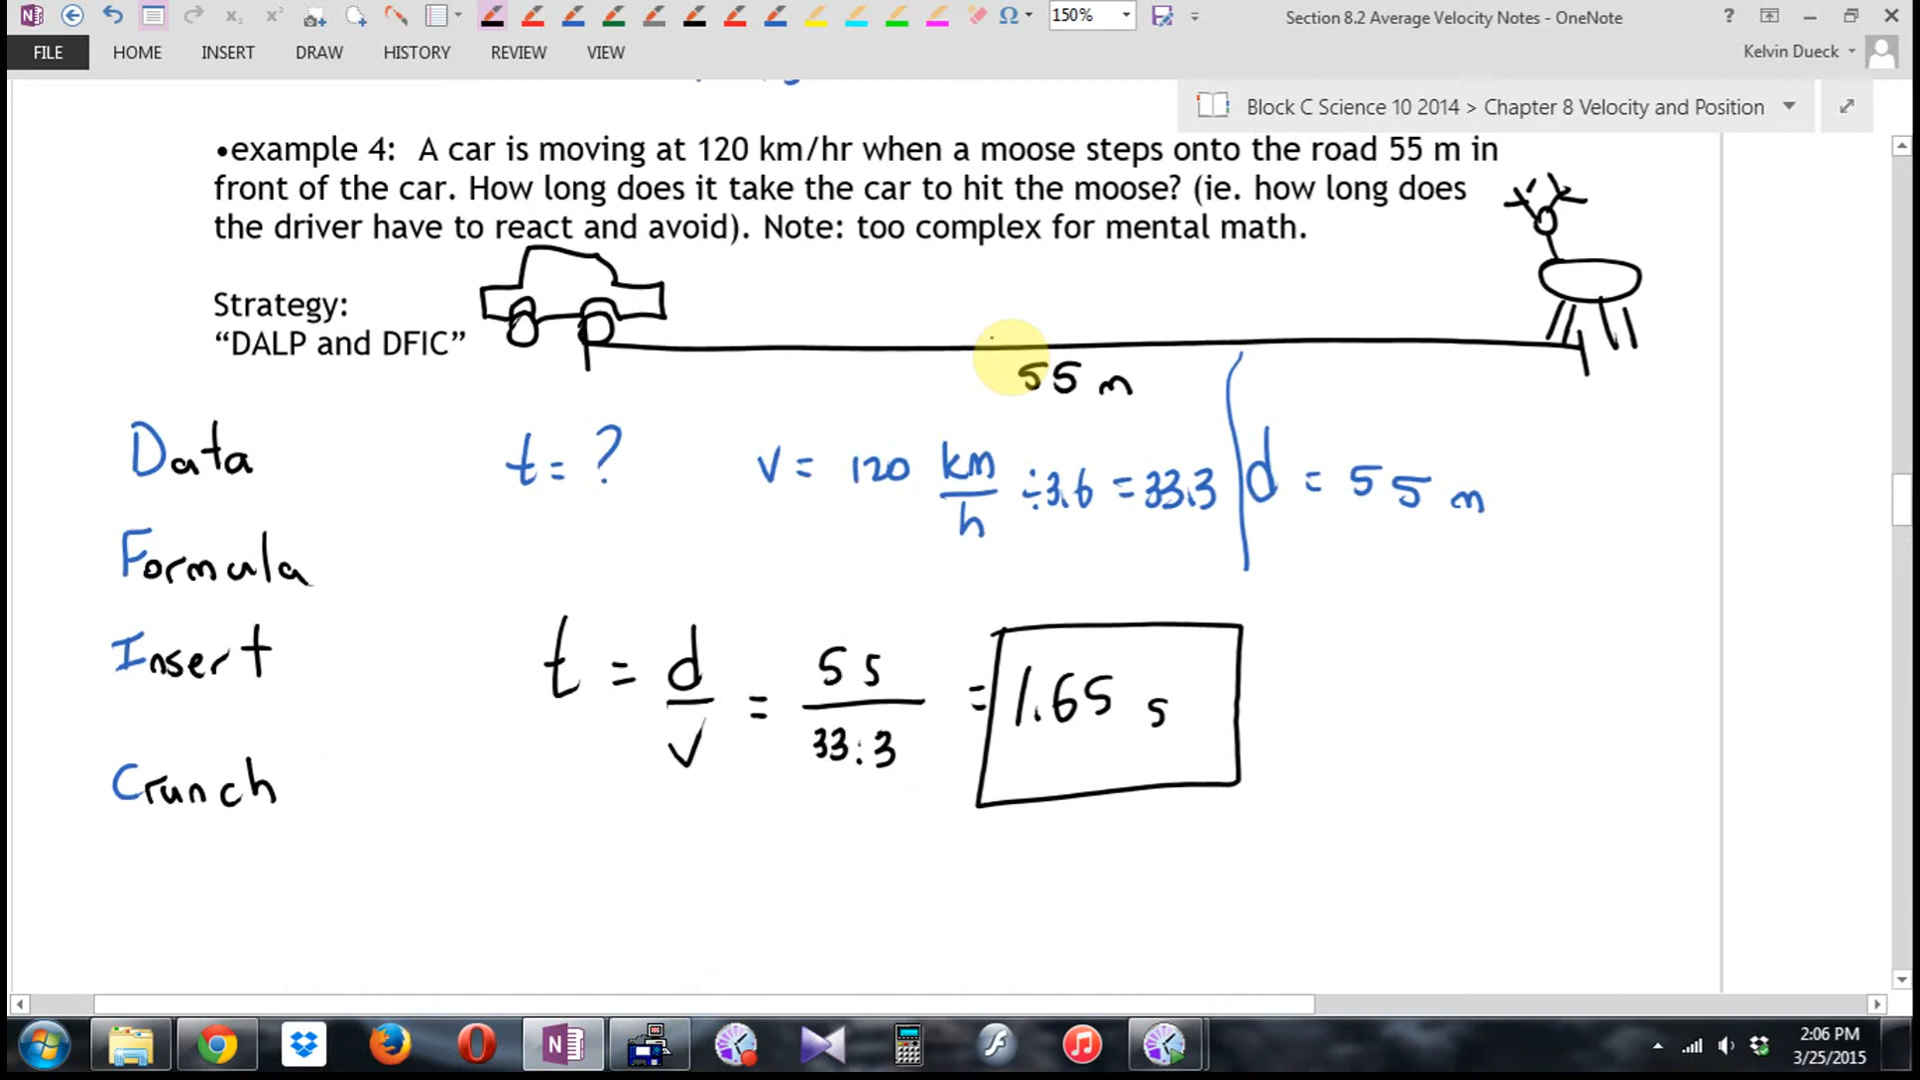 150%
Section 8.2 Average Velocity Notes - OneNote
FILE HOME INSERT DRAW HISTORY REVIEW VIEW
Kelvin Dueck
Block C Science 10 2014 > Chapter 8 Velocity and Position
•example 4: A car is moving at 120 km/hr when a moose steps onto the road 55 m in
front of the car. How long does it take the car to hit the moose? (ie. how long does
the driver have to react and avoid). Note: too complex for mental math.
Strategy:
“DALP and DFIC”
55 m
Data t = ? v = 120 km/h ÷3.6 = 33.3 d = 55 m
Formula
Insert t = d/v = 55/33.3 = 1.65 s
Crunch
2:06 PM
3/25/2015